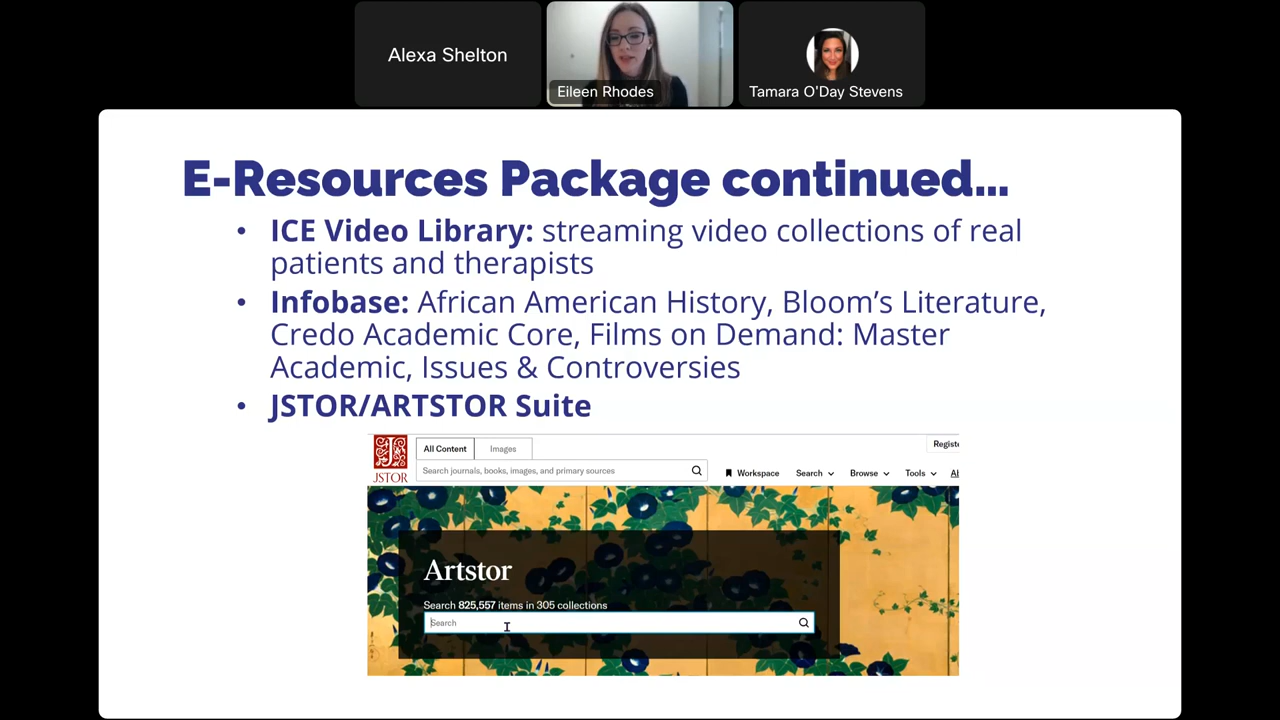 Alexa Shelton
Eileen Rhodes
Tamara O'Day Stevens
E-Resources Package continued...
• ICE Video Library: streaming video collections of real
patients and therapists
• Infobase: African American History, Bloom’s Literature,
Credo Academic Core, Films on Demand: Master
Academic, Issues & Controversies
• JSTOR/ARTSTOR Suite
All Content
Images
Registe
Search journals, books, images, and primary sources
JSTOR
Workspace
Search
Browse
Tools
Al
Artstor
Search 825,557 items in 305 collections
Search